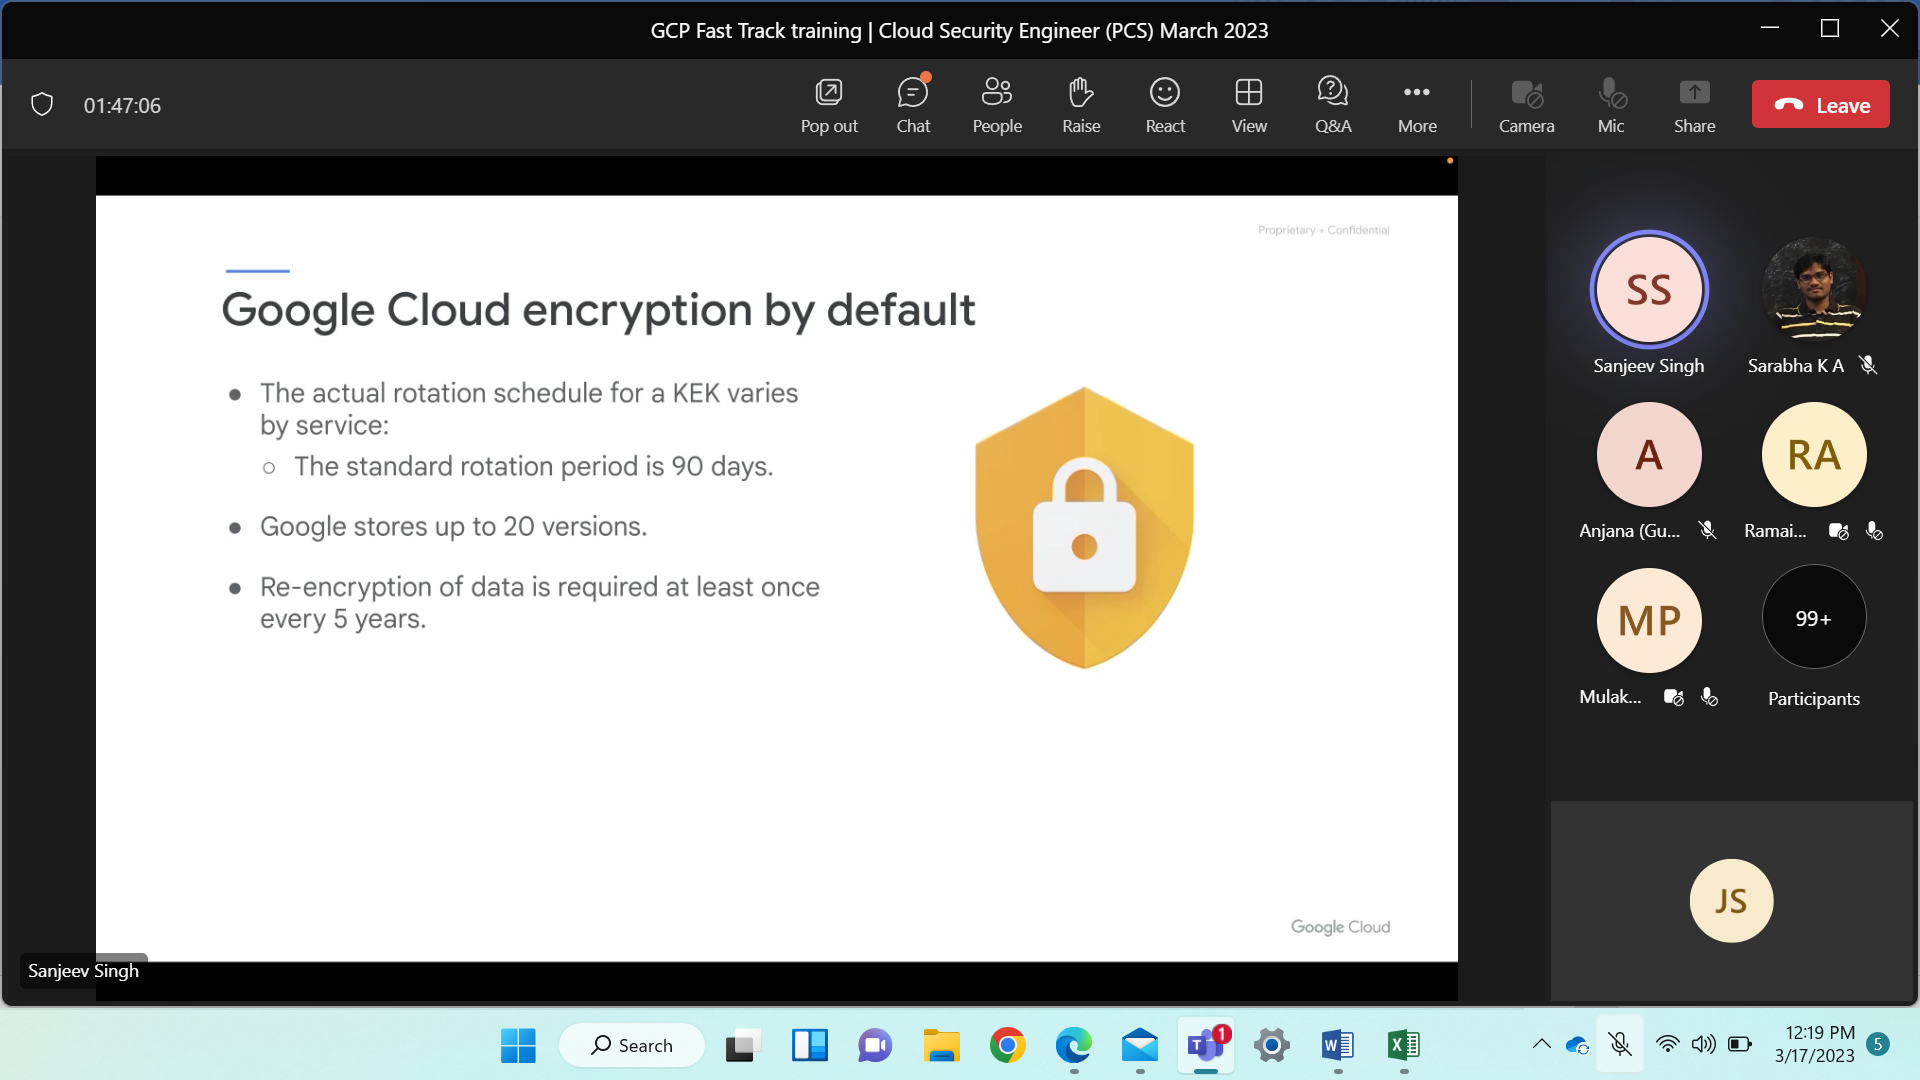 GCP Fast Track training | Cloud Security Engineer (PCS) March 2023
01:47:06
Pop out
Chat
People
Raise
React
View
Q&A
More
Camera
Mic
Share
Leave
Proprietary + Confidential
Google Cloud encryption by default
● The actual rotation schedule for a KEK varies
by service:
○ The standard rotation period is 90 days.
● Google stores up to 20 versions.
● Re-encryption of data is required at least once
every 5 years.
Google Cloud
Sanjeev Singh
SS
Sanjeev Singh
Sarabha K A
A
RA
Anjana (Gu...
Ramai...
MP
99+
Mulak...
Participants
JS
Search
T
1
W
X
12:19 PM
3/17/2023
5